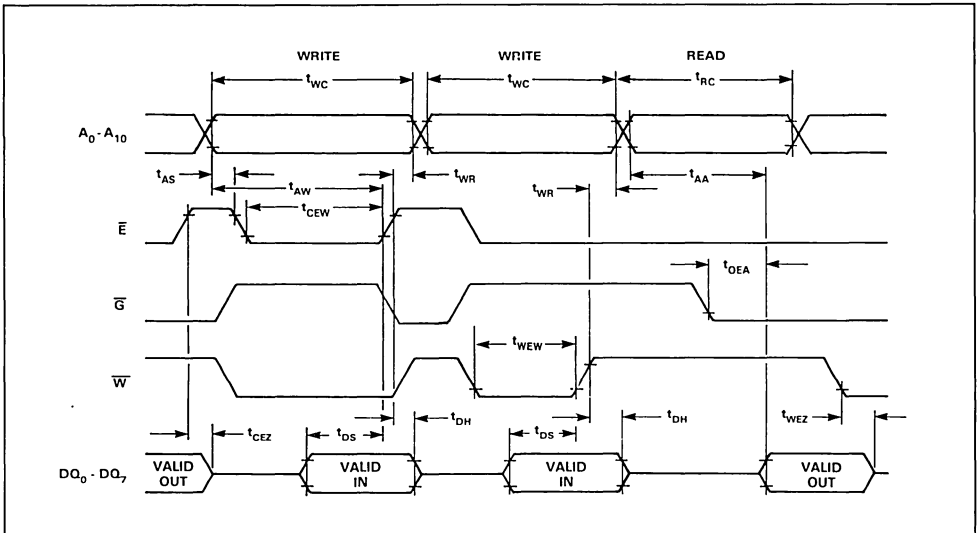 WRITE WRITE READ
tWC tWC tRC
A0 - A10
tAS tAW tWR tWR tAA
tCEW
E̅
tOEA
G̅
tWEW
W̅
tCEZ tDS tDH tDS tDH tWEZ
DQ0 - DQ7
VALID OUT
VALID IN
VALID IN
VALID OUT